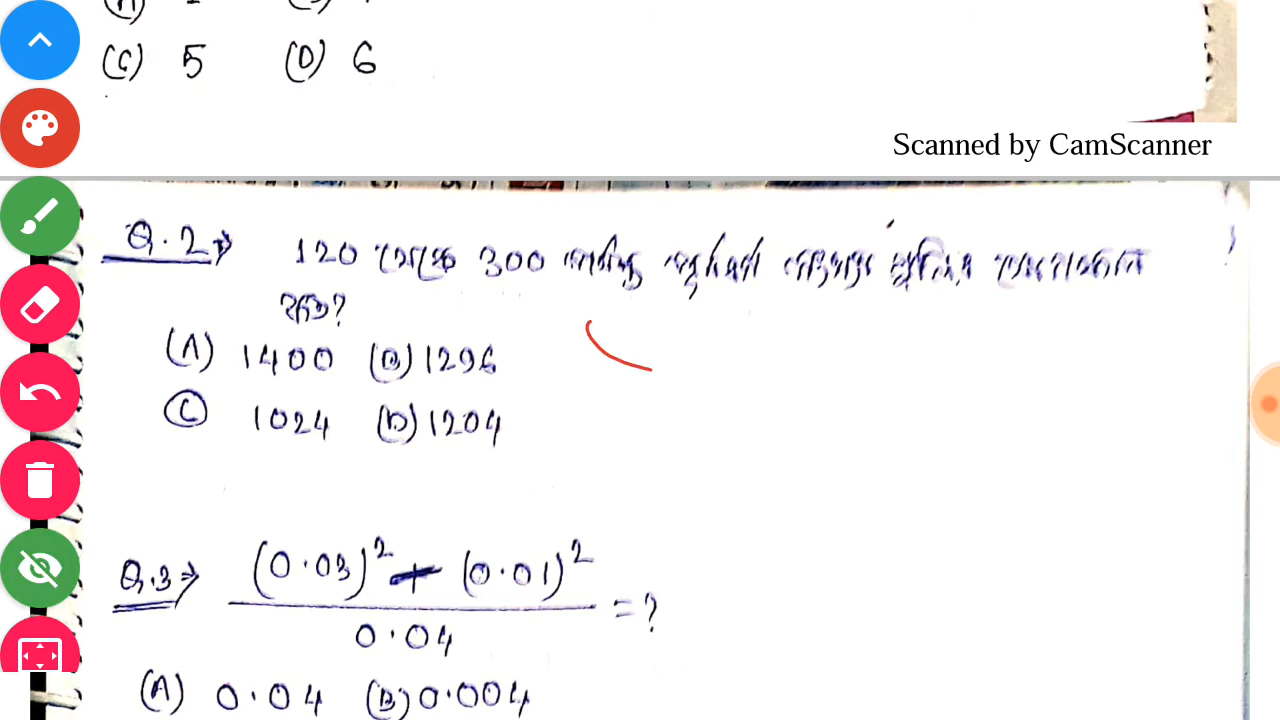 (C) 5 (D) 6
Scanned by CamScanner
Q.2⇒ 120 থেকে 300
কত?
(A) 1400 (B) 1296
(C) 1024 (D) 1204
Q.3⇒ (0.03)² + (0.01)²
= ?
0.04
(A) 0.04 (B) 0.004